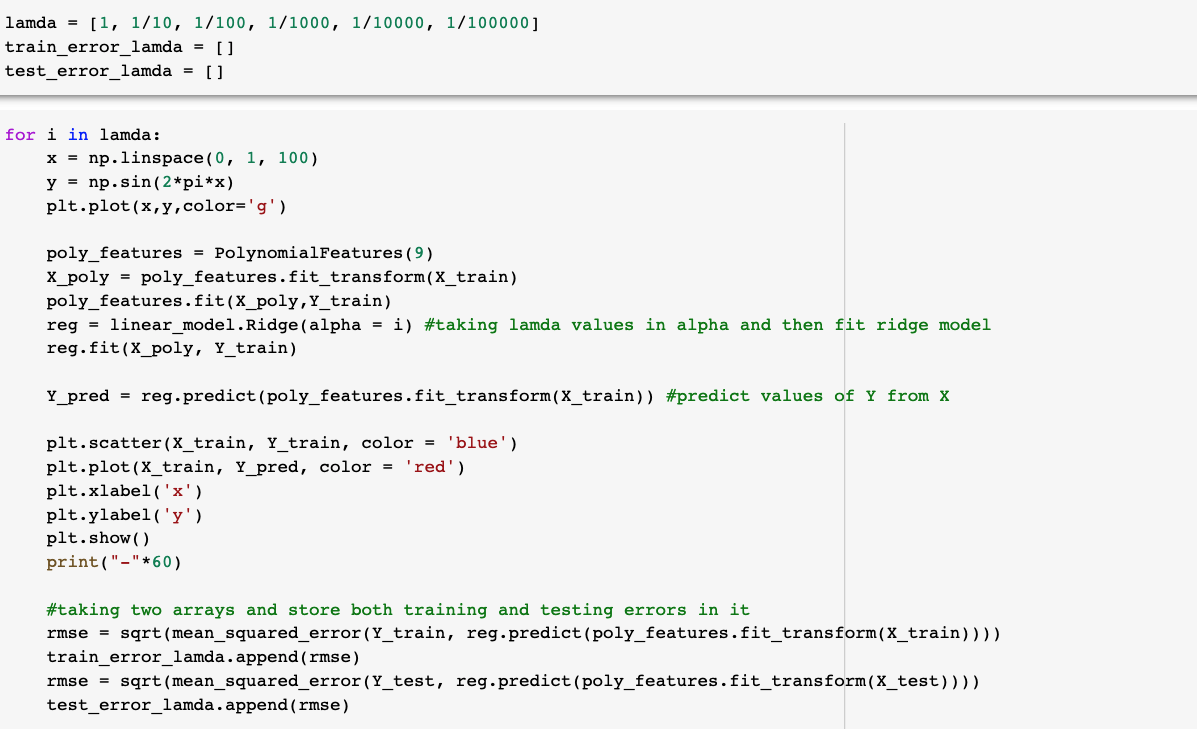 lamda = [1, 1/10, 1/100, 1/1000, 1/10000, 1/100000]
train_error_lamda = []
test_error_lamda = []
for i in lamda:
    x = np.linspace(0, 1, 100)
    y = np.sin(2*pi*x)
    plt.plot(x,y,color='g')
    poly_features = PolynomialFeatures(9)
    X_poly = poly_features.fit_transform(X_train)
    poly_features.fit(X_poly,Y_train)
    reg = linear_model.Ridge(alpha = i) #taking lamda values in alpha and then fit ridge model
    reg.fit(X_poly, Y_train)
    Y_pred = reg.predict(poly_features.fit_transform(X_train)) #predict values of Y from X
    plt.scatter(X_train, Y_train, color = 'blue')
    plt.plot(X_train, Y_pred, color = 'red')
    plt.xlabel('x')
    plt.ylabel('y')
    plt.show()
    print("-"*60)
    #taking two arrays and store both training and testing errors in it
    rmse = sqrt(mean_squared_error(Y_train, reg.predict(poly_features.fit_transform(X_train))))
    train_error_lamda.append(rmse)
    rmse = sqrt(mean_squared_error(Y_test, reg.predict(poly_features.fit_transform(X_test))))
    test_error_lamda.append(rmse)